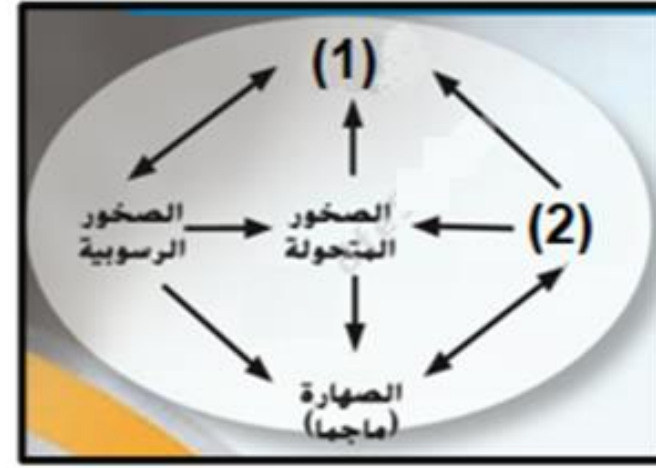 (1)
الصخور الرسوبية
الصخور المتحولة
(2)
الصهارة
(ماجما)